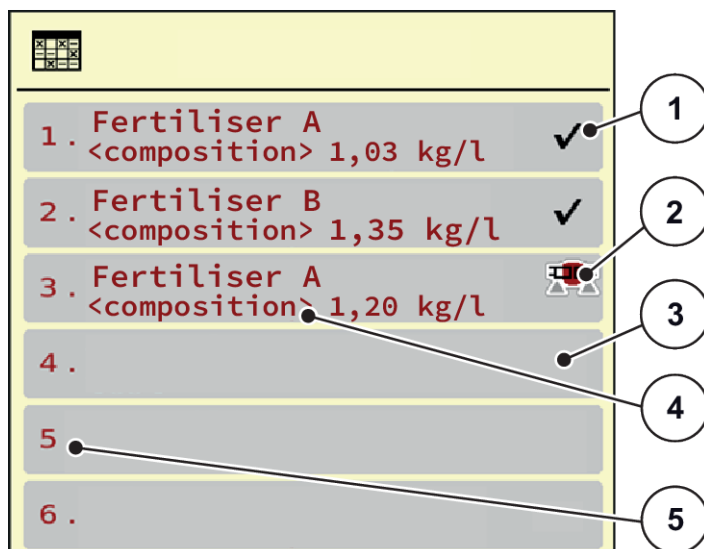 1. Fertiliser A
<composition> 1,03 kg/l
2. Fertiliser B
<composition> 1,35 kg/l
3. Fertiliser A
<composition> 1,20 kg/l
4.
5
6.
1
2
3
4
5